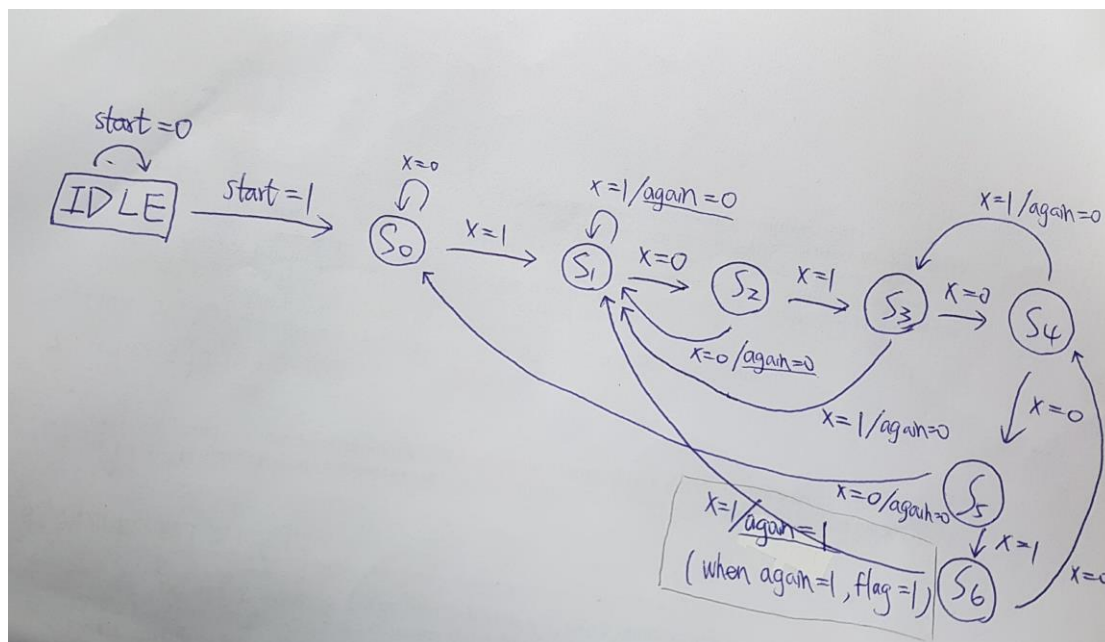 start=0
IDLE
start=1
x=0
S0
x=1
x=1/again=0
S1
x=0
S2
x=1
S3
x=0
x=1/again=0
S4
x=0/again=0
x=1/again=0
x=0
x=0/again=0
S5
x=1
x=1/again=1
(when again=1, flag=1)
S6
x=0